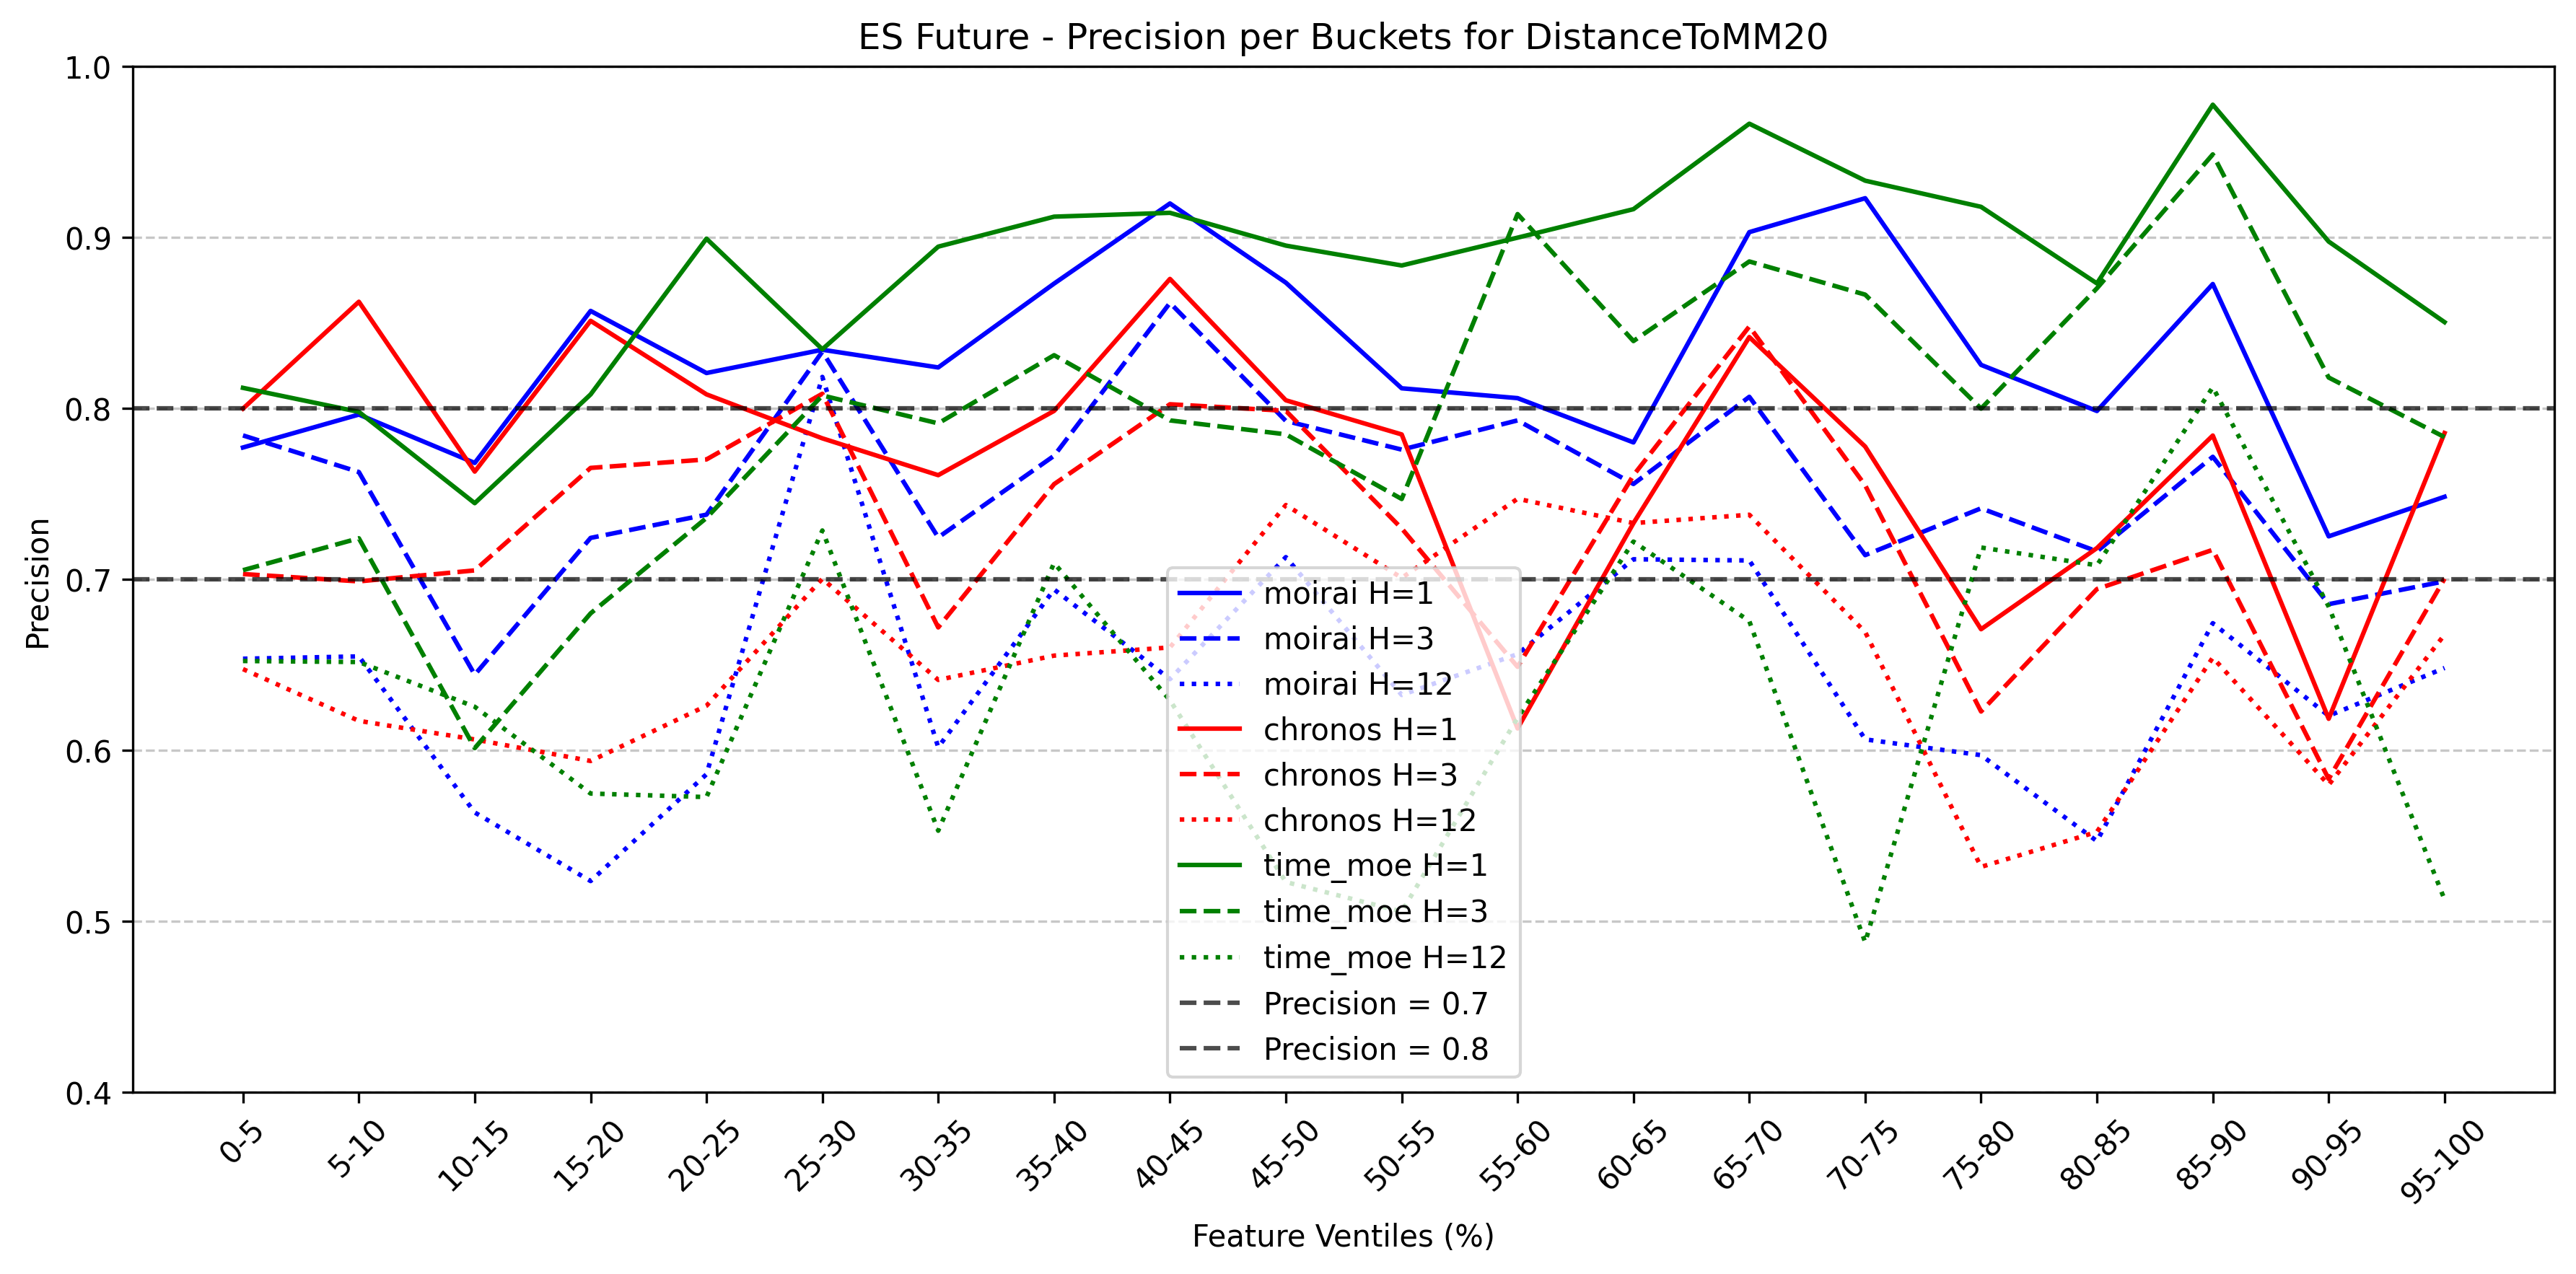 ES Future - Precision per Buckets for DistanceToMM20
Precision
1.0
0.9
0.8
0.7
0.6
0.5
0.4
moirai H=1
moirai H=3
moirai H=12
chronos H=1
chronos H=3
chronos H=12
time_moe H=1
time_moe H=3
time_moe H=12
Precision = 0.7
Precision = 0.8
0-5
5-10
10-15
15-20
20-25
25-30
30-35
35-40
40-45
45-50
50-55
55-60
60-65
65-70
70-75
75-80
80-85
85-90
90-95
95-100
Feature Ventiles (%)